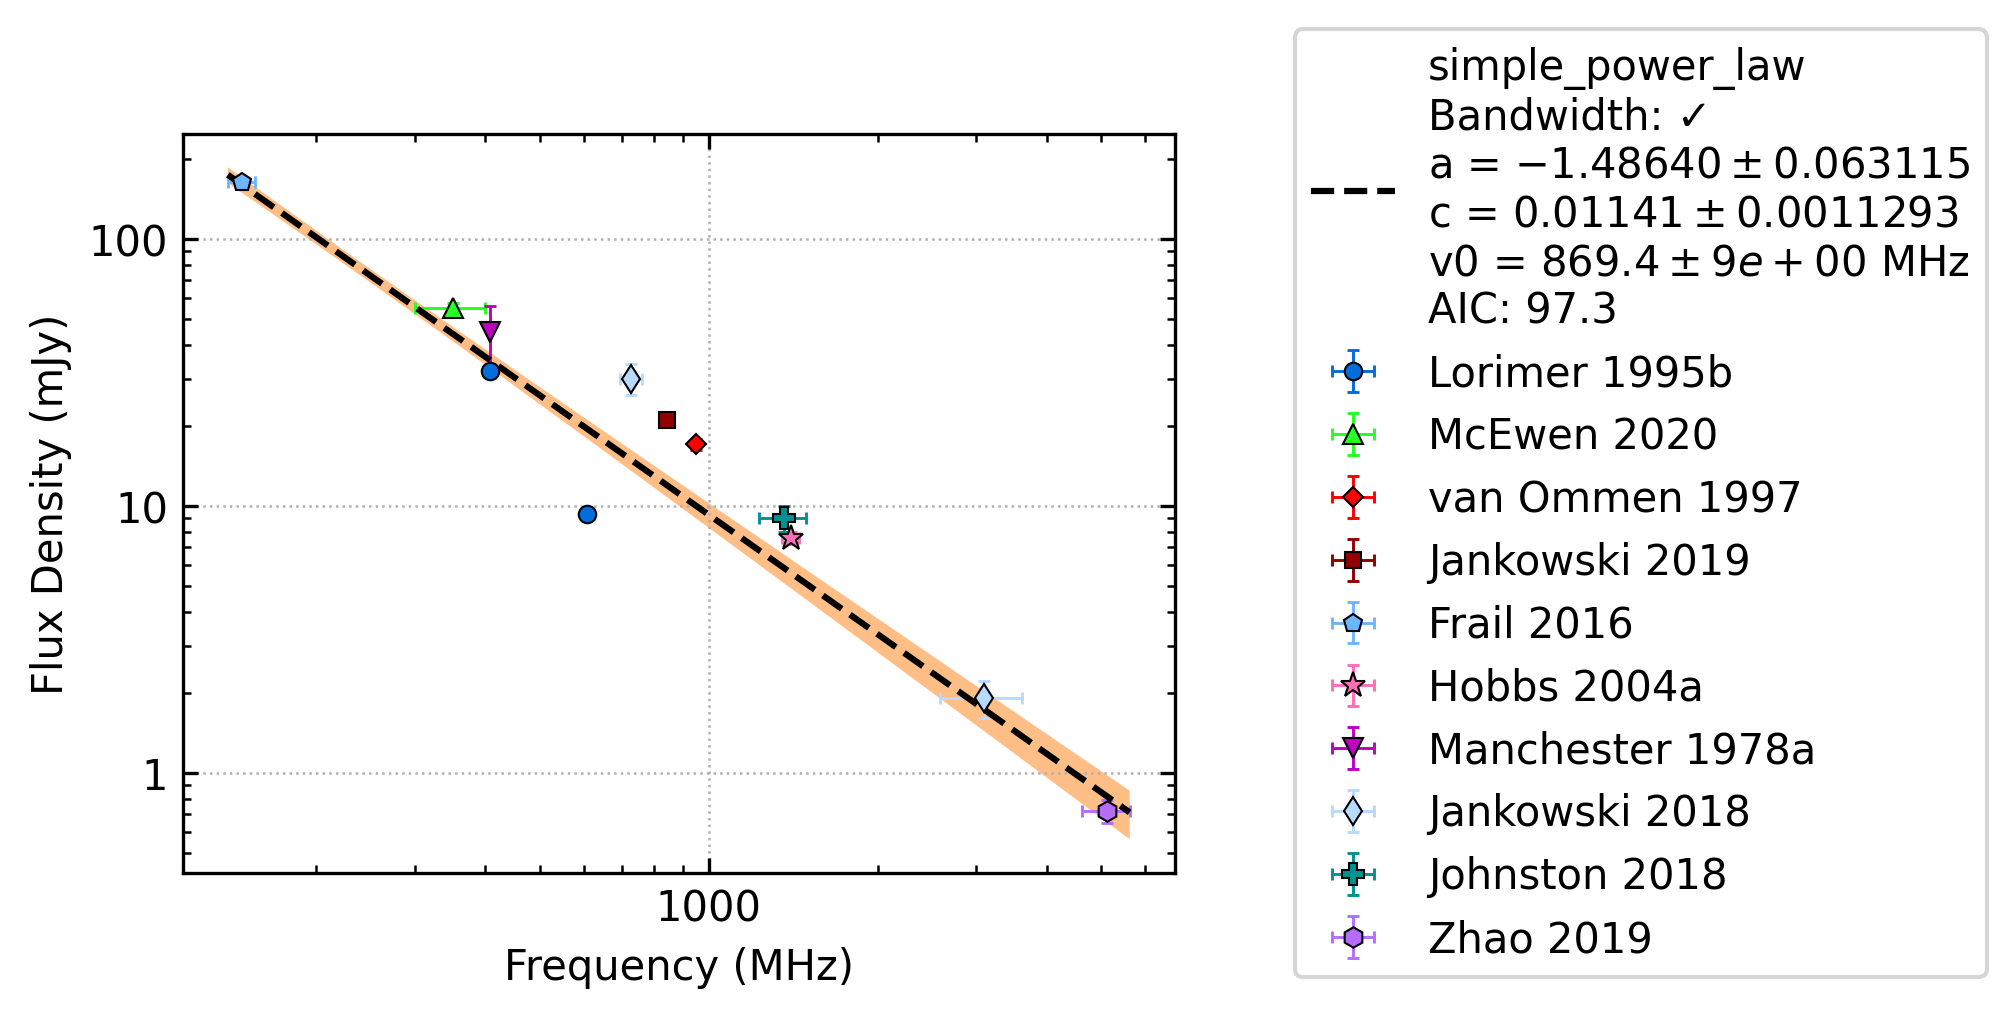 simple_power_law
Bandwidth: ✓
a = −1.48640 ± 0.063115
c = 0.01141 ± 0.0011293
v0 = 869.4 ± 9e + 00 MHz
AIC: 97.3
Lorimer 1995b
McEwen 2020
van Ommen 1997
Jankowski 2019
Frail 2016
Hobbs 2004a
Manchester 1978a
Jankowski 2018
Johnston 2018
Zhao 2019
Flux Density (mJy)
100
10
1
1000
Frequency (MHz)